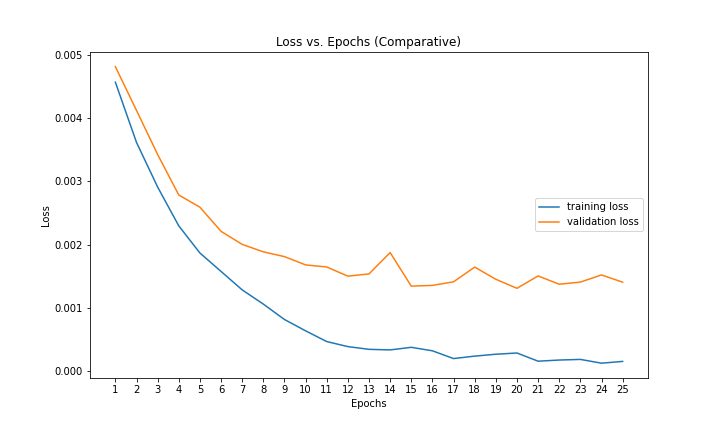 Loss vs. Epochs (Comparative)
0.005
0.004
0.003
0.002
0.001
0.000
Loss
training loss
validation loss
1 2 3 4 5 6 7 8 9 10 11 12 13 14 15 16 17 18 19 20 21 22 23 24 25
Epochs